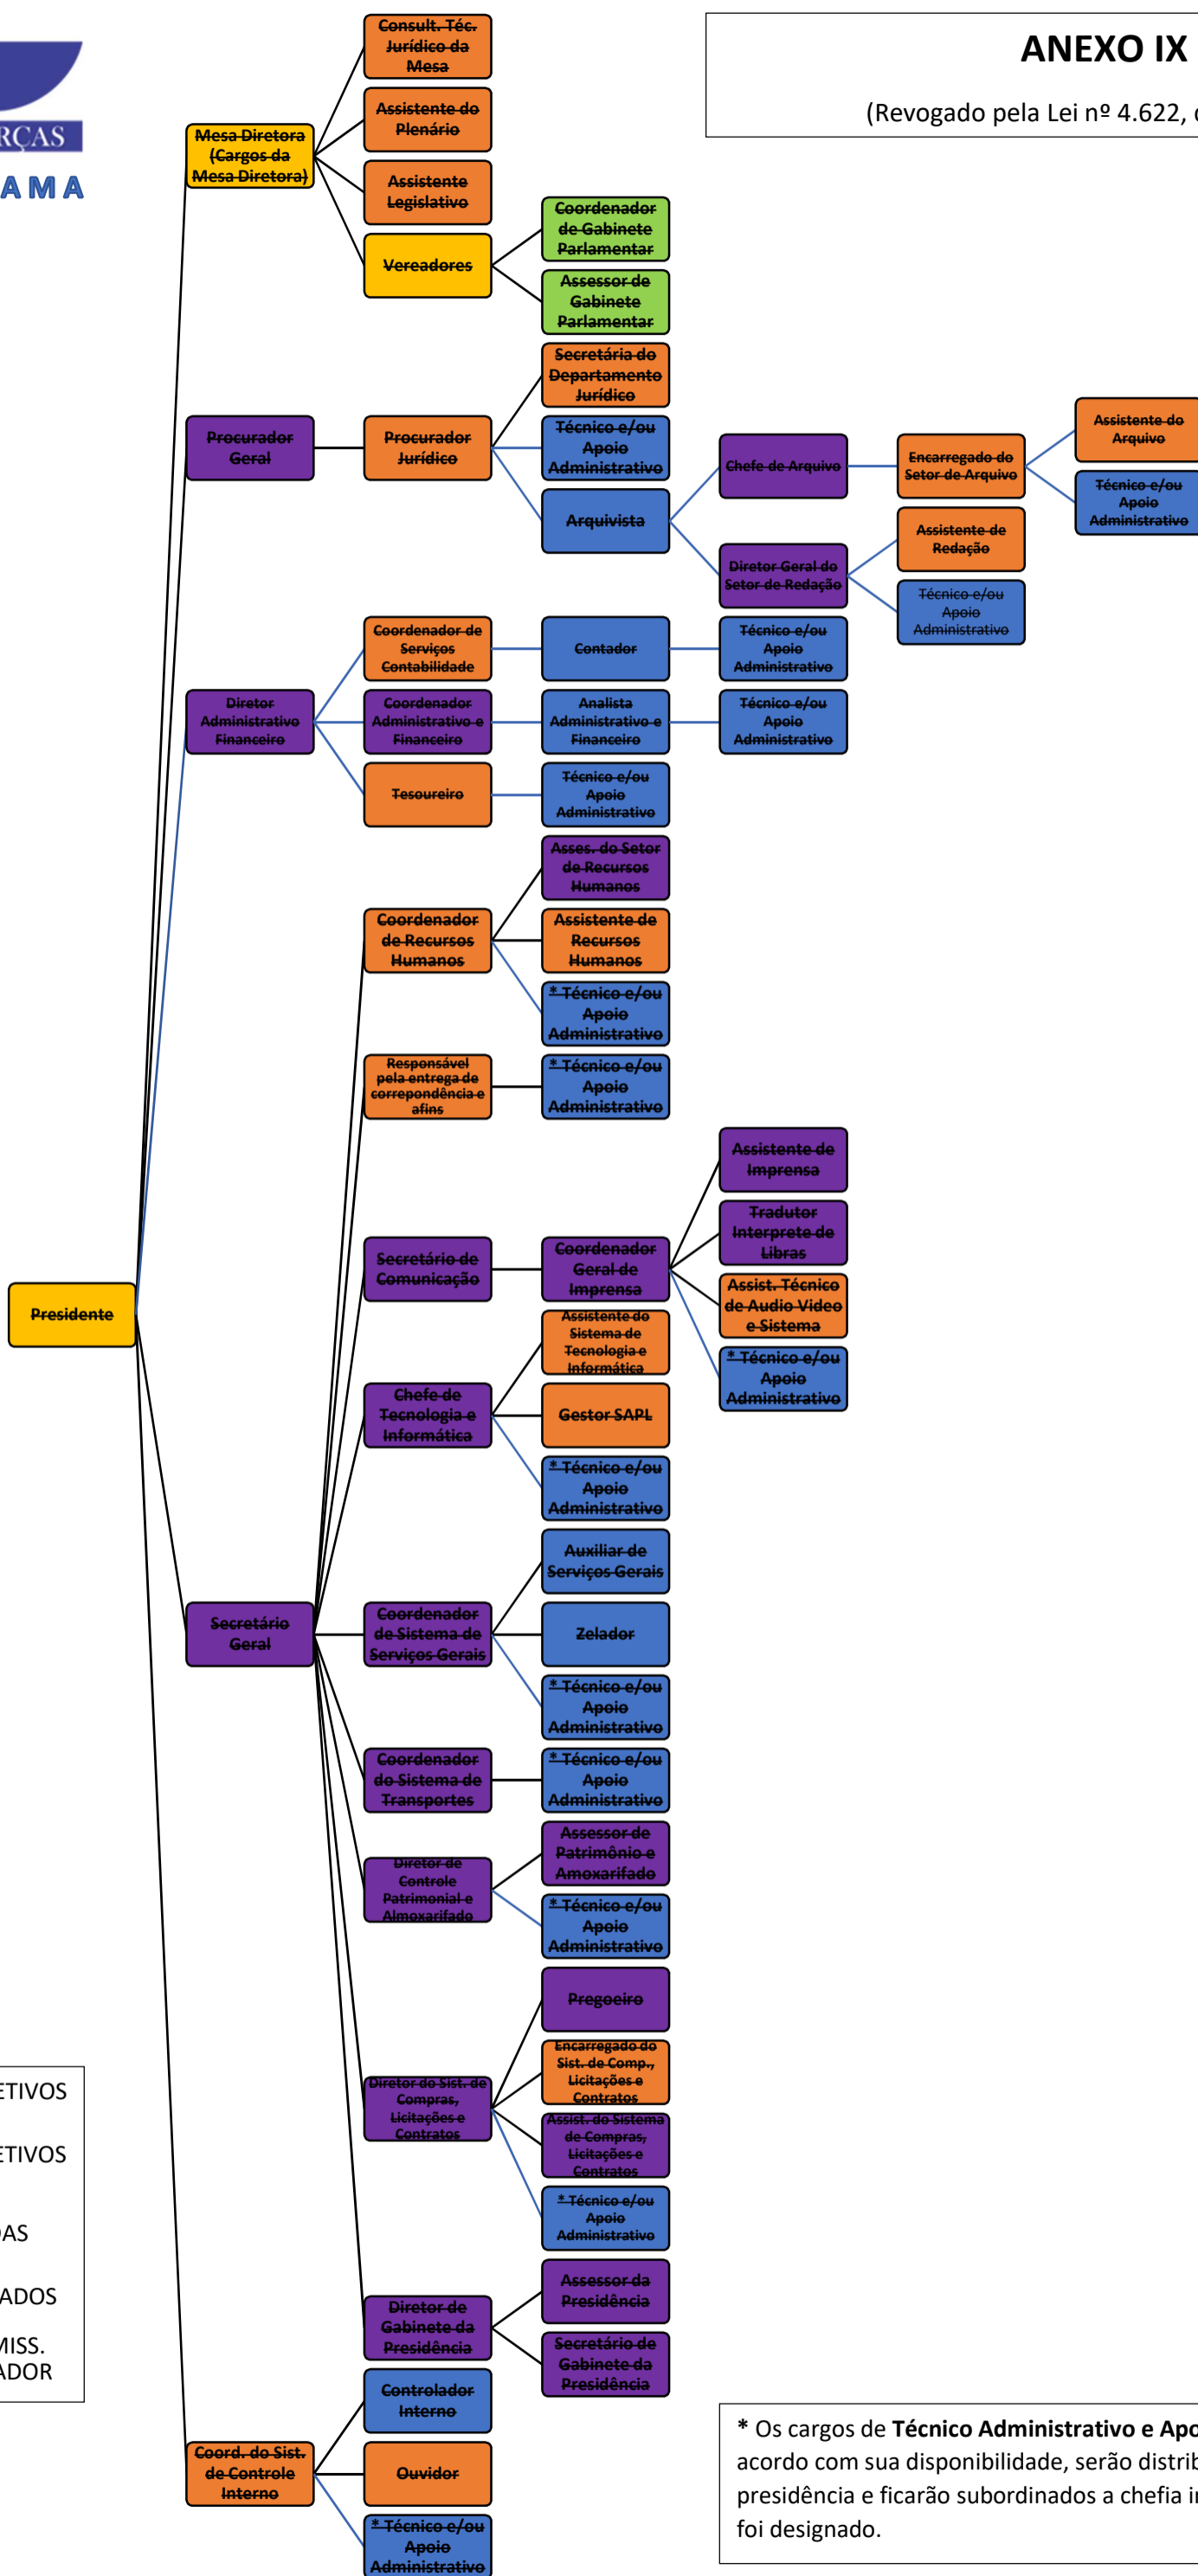 Consult. Téc.
Jurídico da
Mesa
ANEXO IX
(Revogado pela Lei nº 4.622,
Assistente do
Plenário
Mesa Diretora
(Cargos da
Mesa Diretora)
Assistente
Legislativo
Vereadores
Coordenador
de Gabinete
Parlamentar
Assessor de
Gabinete
Parlamentar
Secretária do
Departamento
Jurídico
Procurador
Geral
Procurador
Jurídico
Técnico e/ou
Apoio
Administrativo
Arquivista
Chefe de Arquivo
Encarregado do
Setor de Arquivo
Assistente do
Arquivo
Técnico e/ou
Apoio
Administrativo
Diretor Geral do
Setor de Redação
Assistente de
Redação
Técnico e/ou
Apoio
Administrativo
Coordenador de
Serviços
Contabilidade
Contador
Técnico e/ou
Apoio
Administrativo
Diretor
Administrativo
Financeiro
Coordenador
Administrativo e
Financeiro
Analista
Administrativo e
Financeiro
Técnico e/ou
Apoio
Administrativo
Tesoureiro
Técnico e/ou
Apoio
Administrativo
Asses. do Setor
de Recursos
Humanos
Coordenador
de Recursos
Humanos
Assistente de
Recursos
Humanos
* Técnico e/ou
Apoio
Administrativo
Responsável
pela entrega de
correpondência e
afins
* Técnico e/ou
Apoio
Administrativo
Assistente de
Imprensa
Tradutor
Interprete de
Libras
Secretário de
Comunicação
Coordenador
Geral de
Imprensa
Assist. Técnico
de Audio Video
e Sistema
* Técnico e/ou
Apoio
Administrativo
Presidente
Assistente do
Sistema de
Tecnologia e
Informática
Chefe de
Tecnologia e
Informática
Gestor SAPL
* Técnico e/ou
Apoio
Administrativo
Auxiliar de
Serviços Gerais
Secretário
Geral
Coordenador
de Sistema de
Serviços Gerais
Zelador
* Técnico e/ou
Apoio
Administrativo
Coordenador
do Sistema de
Transportes
* Técnico e/ou
Apoio
Administrativo
Assessor de
Patrimônio e
Amoxarifado
Diretor de
Controle
Patrimonial e
Almoxarifado
* Técnico e/ou
Apoio
Administrativo
Pregoeiro
Encarregado do
Sist. de Comp.,
Licitações e
Contratos
Diretor do Sist. de
Compras,
Licitações e
Contratos
Assist. do Sistema
de Compras,
Licitações e
Contratos
* Técnico e/ou
Apoio
Administrativo
Assessor da
Presidência
Diretor de
Gabinete da
Presidência
Secretário de
Gabinete da
Presidência
Controlador
Interno
Coord. do Sist.
de Controle
Interno
Ouvidor
* Técnico e/ou
Apoio
Administrativo
* Os cargos de Técnico Administrativo e
acordo com sua disponibilidade, serão
presidência e ficarão subordinados a chefia
foi designado.